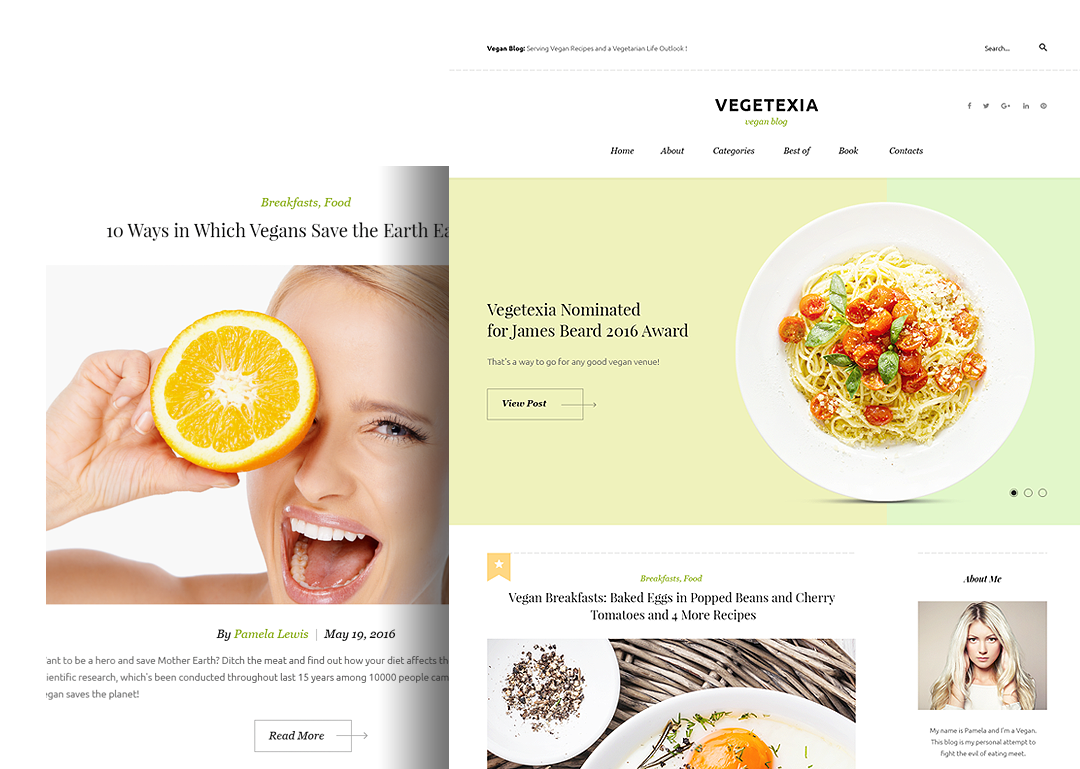 Vegan Blog: Serving Vegan Recipes and a Vegetarian Life Outlook !
Search...
VEGETEXIA
vegan blog
Home About Categories Best of Book Contacts
Breakfasts, Food
10 Ways in Which Vegans Save the Earth
By Pamela Lewis | May 19, 2016
to be a hero and save Mother Earth? Ditch the meat and find out how your diet affects
research, which's been conducted throughout last 15 years among 10000 people
saves the planet!
Read More
Vegetexia Nominated
for James Beard 2016 Award
That's a way to go for any good vegan venue!
View Post
Breakfasts, Food
Vegan Breakfasts: Baked Eggs in Popped Beans and Cherry
Tomatoes and 4 More Recipes
About Me
My name is Pamela and I'm a Vegan.
This blog is my personal attempt to
fight the evil of eating meet.